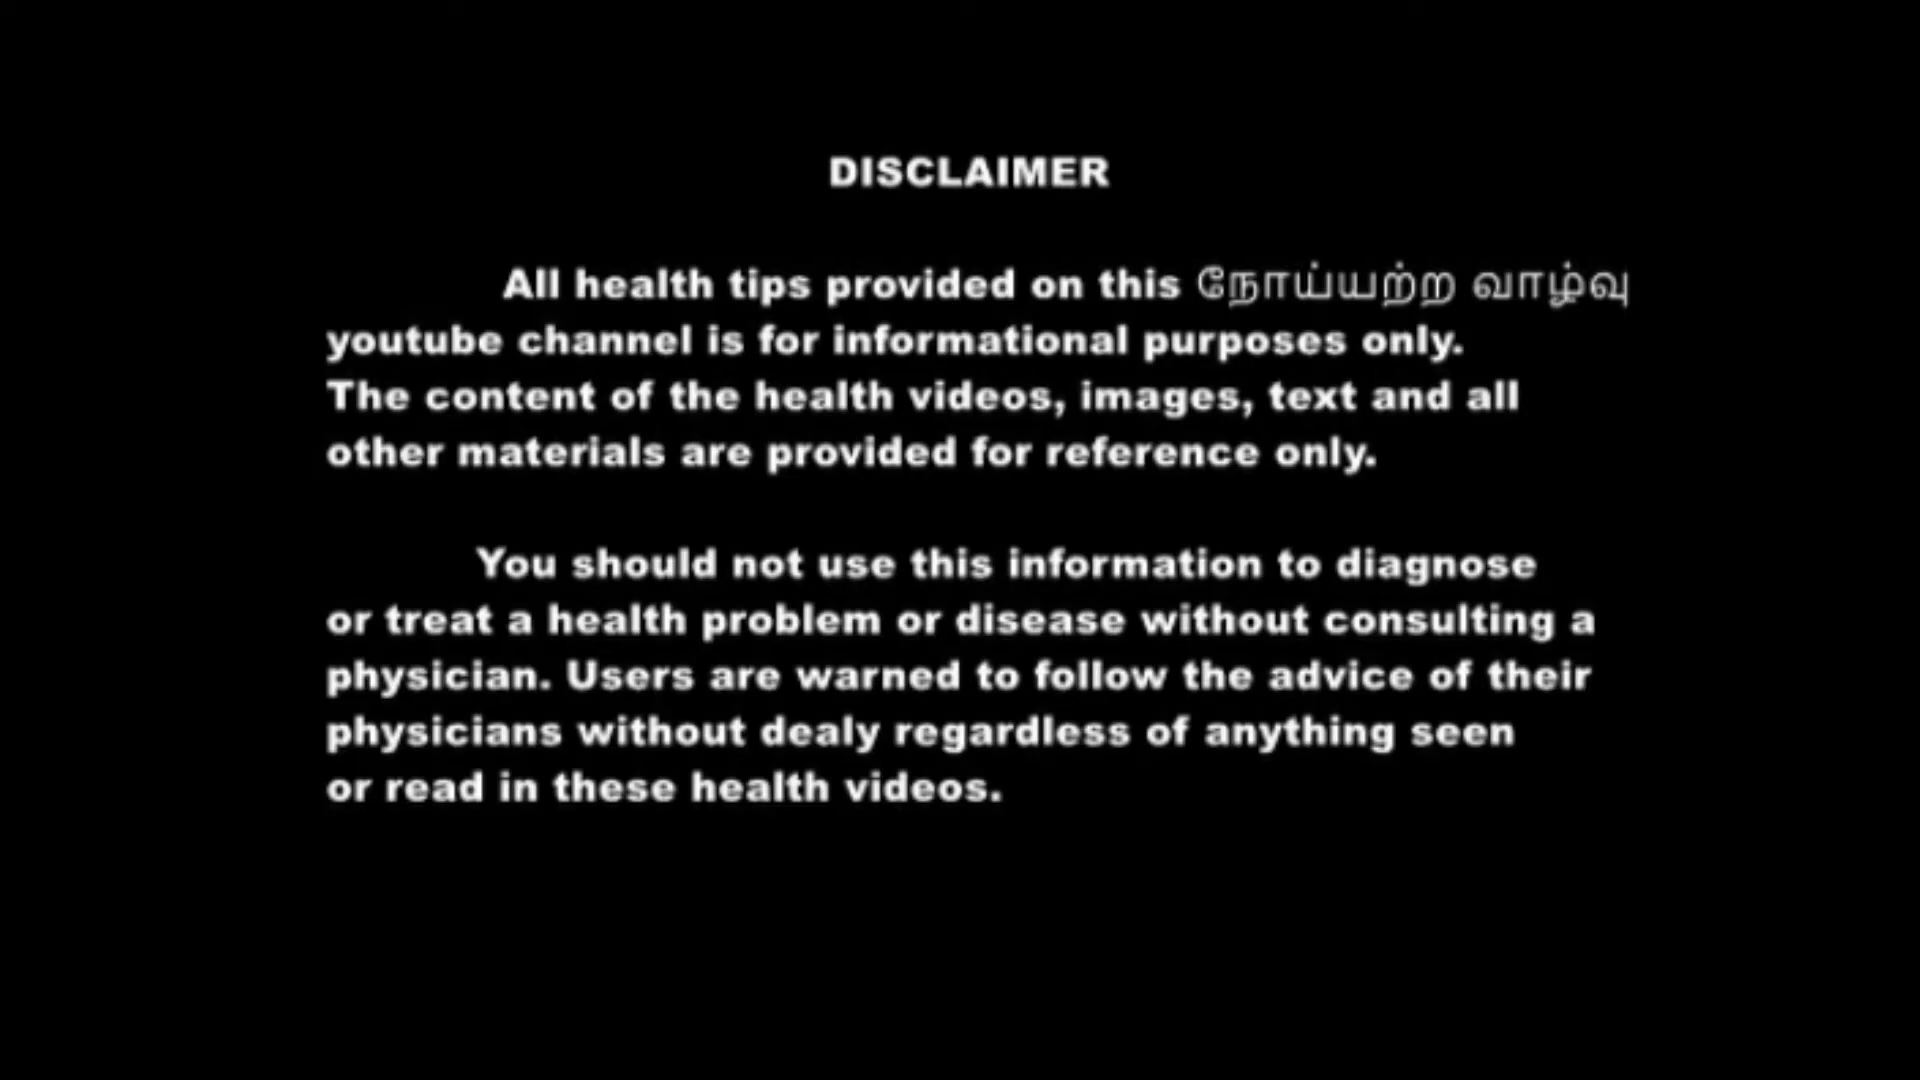 DISCLAIMER
All health tips provided on this நோய்யற்ற வாழ்வு
youtube channel is for informational purposes only.
The content of the health videos, images, text and all
other materials are provided for reference only.
You should not use this information to diagnose
or treat a health problem or disease without consulting a
physician. Users are warned to follow the advice of their
physicians without dealy regardless of anything seen
or read in these health videos.